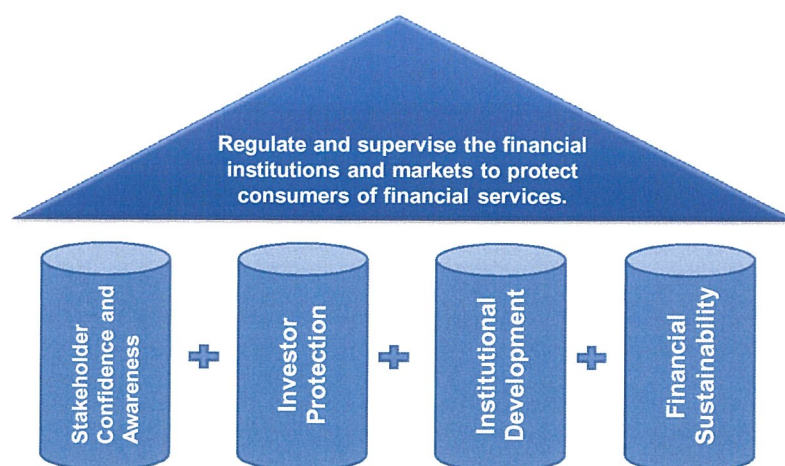 Regulate and supervise the financial
institutions and markets to protect
consumers of financial services.
Stakeholder
Confidence and
Awareness
Investor
Protection
Institutional
Development
Financial
Sustainability